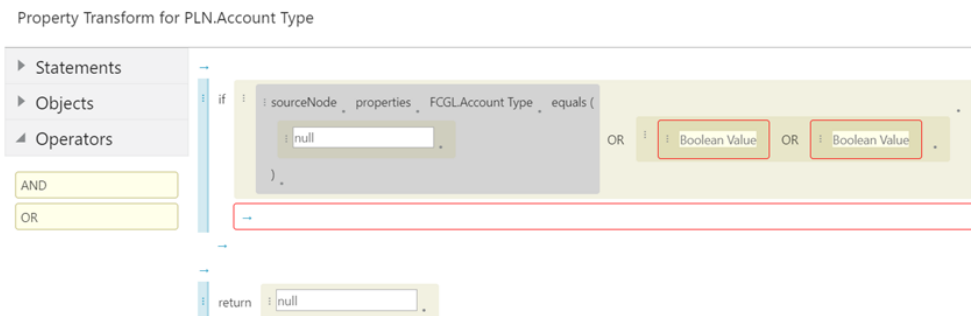 Property Transform for PLN.Account Type
Statements
Objects
Operators
AND
OR
if sourceNode . properties . FCGL.Account Type . equals (
null .
) .
OR Boolean Value OR Boolean Value . .
return null .